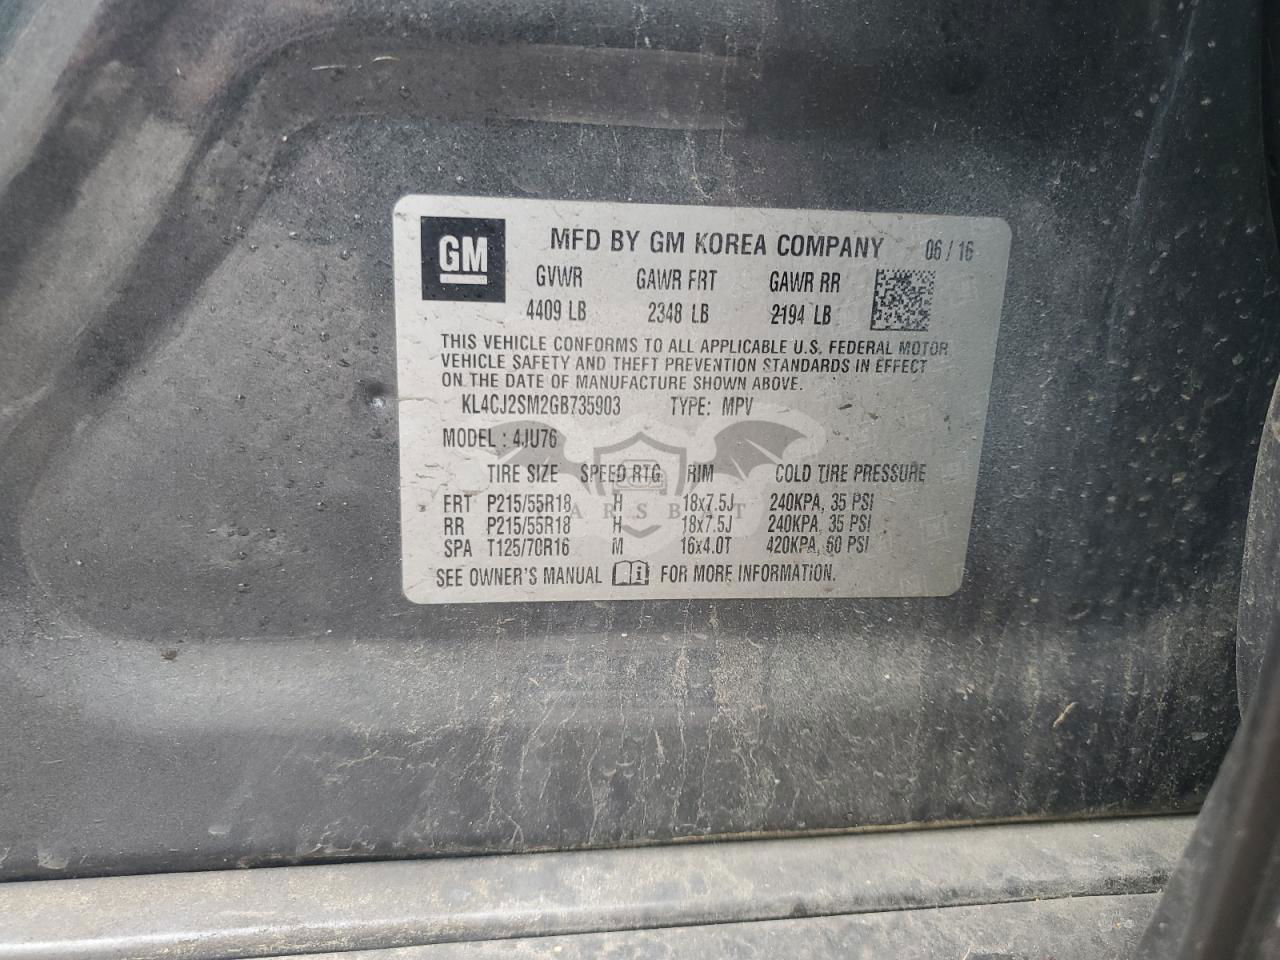 GM MFD BY GM KOREA COMPANY 06 / 16
GVWR GAWR FRT GAWR RR
4409 LB 2348 LB 2194 LB
THIS VEHICLE CONFORMS TO ALL APPLICABLE U.S. FEDERAL MOTOR
VEHICLE SAFETY AND THEFT PREVENTION STANDARDS IN EFFECT
ON THE DATE OF MANUFACTURE SHOWN ABOVE.
KL4CJ2SM2GB735903 TYPE: MPV
MODEL : 4JU76
TIRE SIZE SPEED RTG RIM COLD TIRE PRESSURE
FRT P215/55R18 H 18x7.5J 240KPA, 35 PSI
RR P215/55R18 H 18x7.5J 240KPA, 35 PSI
SPA T125/70R16 M 16x4.0T 420KPA, 60 PSI
SEE OWNER'S MANUAL FOR MORE INFORMATION.